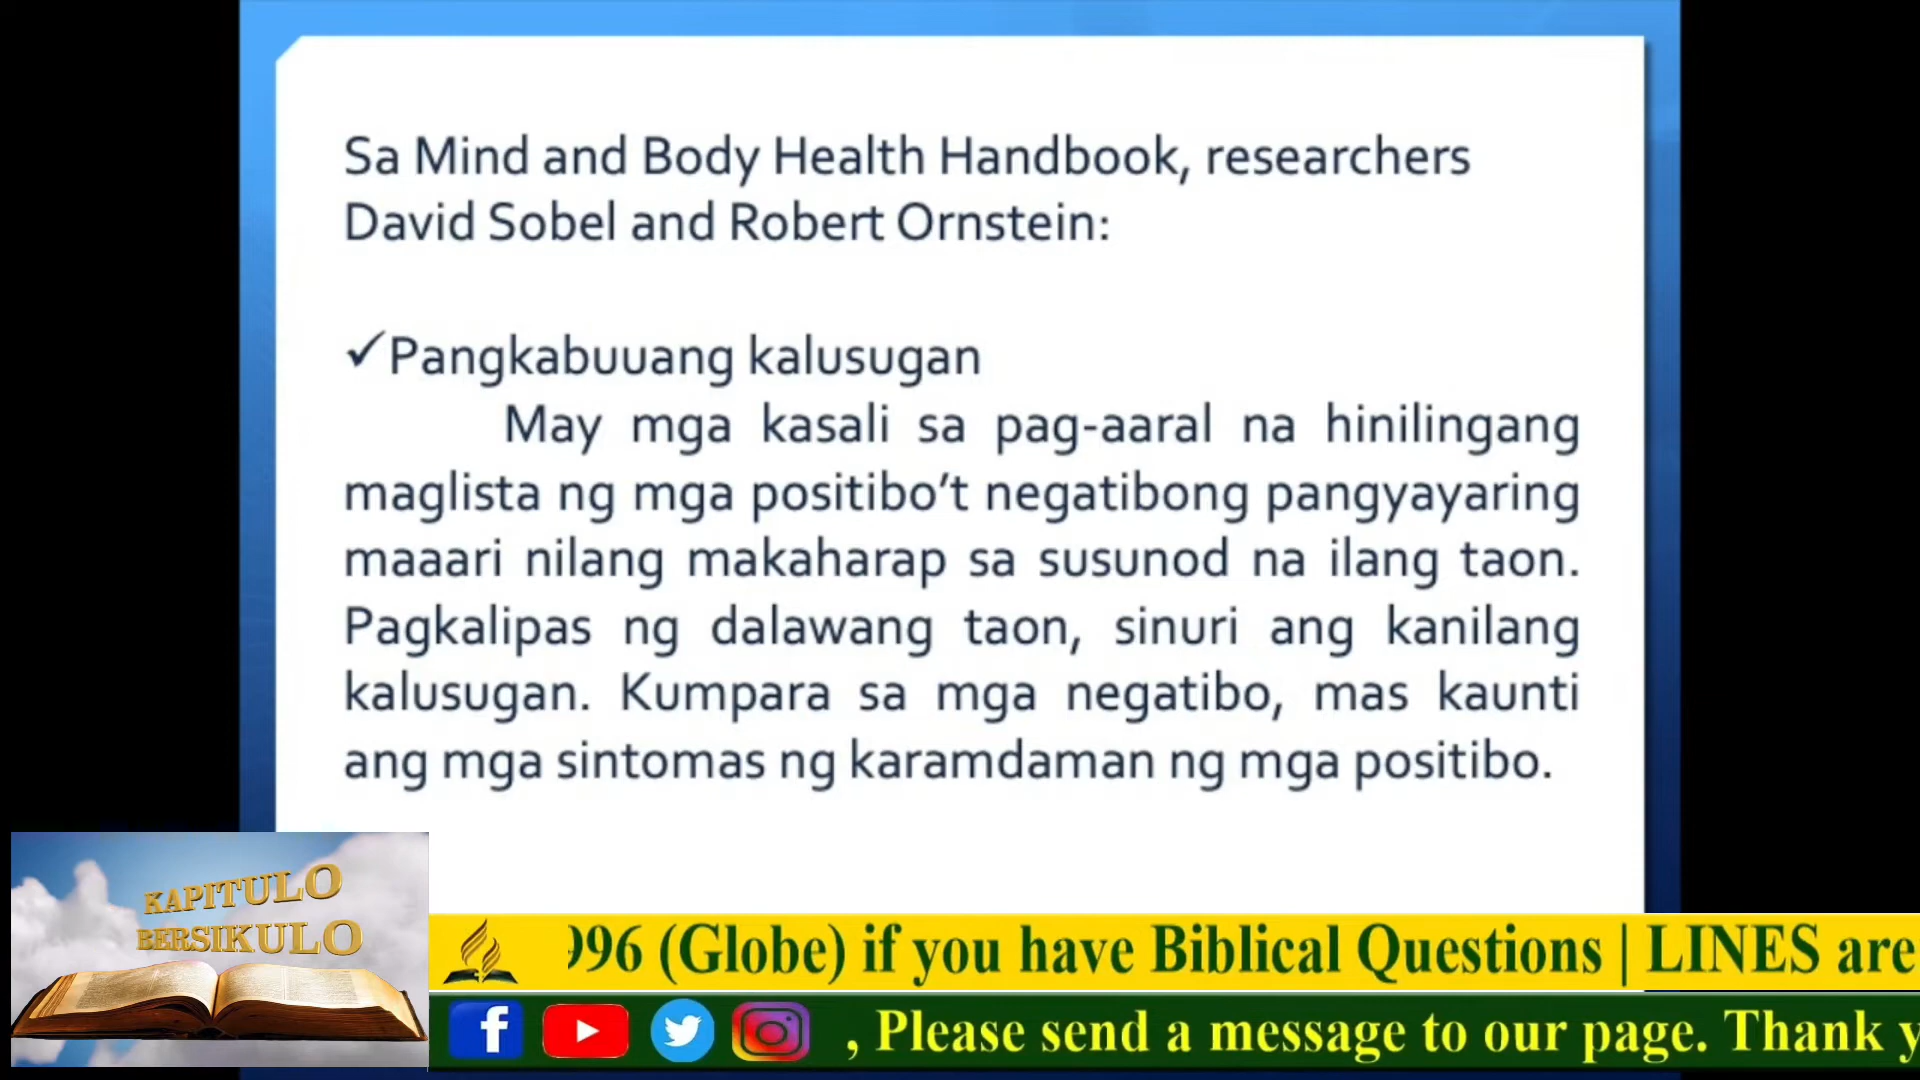 Sa Mind and Body Health Handbook, researchers
David Sobel and Robert Ornstein:
✓Pangkabuuang kalusugan
May mga kasali sa pag-aaral na hinilingang
maglista ng mga positibo’t negatibong pangyayaring
maaari nilang makaharap sa susunod na ilang taon.
Pagkalipas ng dalawang taon, sinuri ang kanilang
kalusugan. Kumpara sa mga negatibo, mas kaunti
ang mga sintomas ng karamdaman ng mga positibo.
KAPITULO
BERSIKULO
996 (Globe) if you have Biblical Questions | LINES are
, Please send a message to our page. Thank